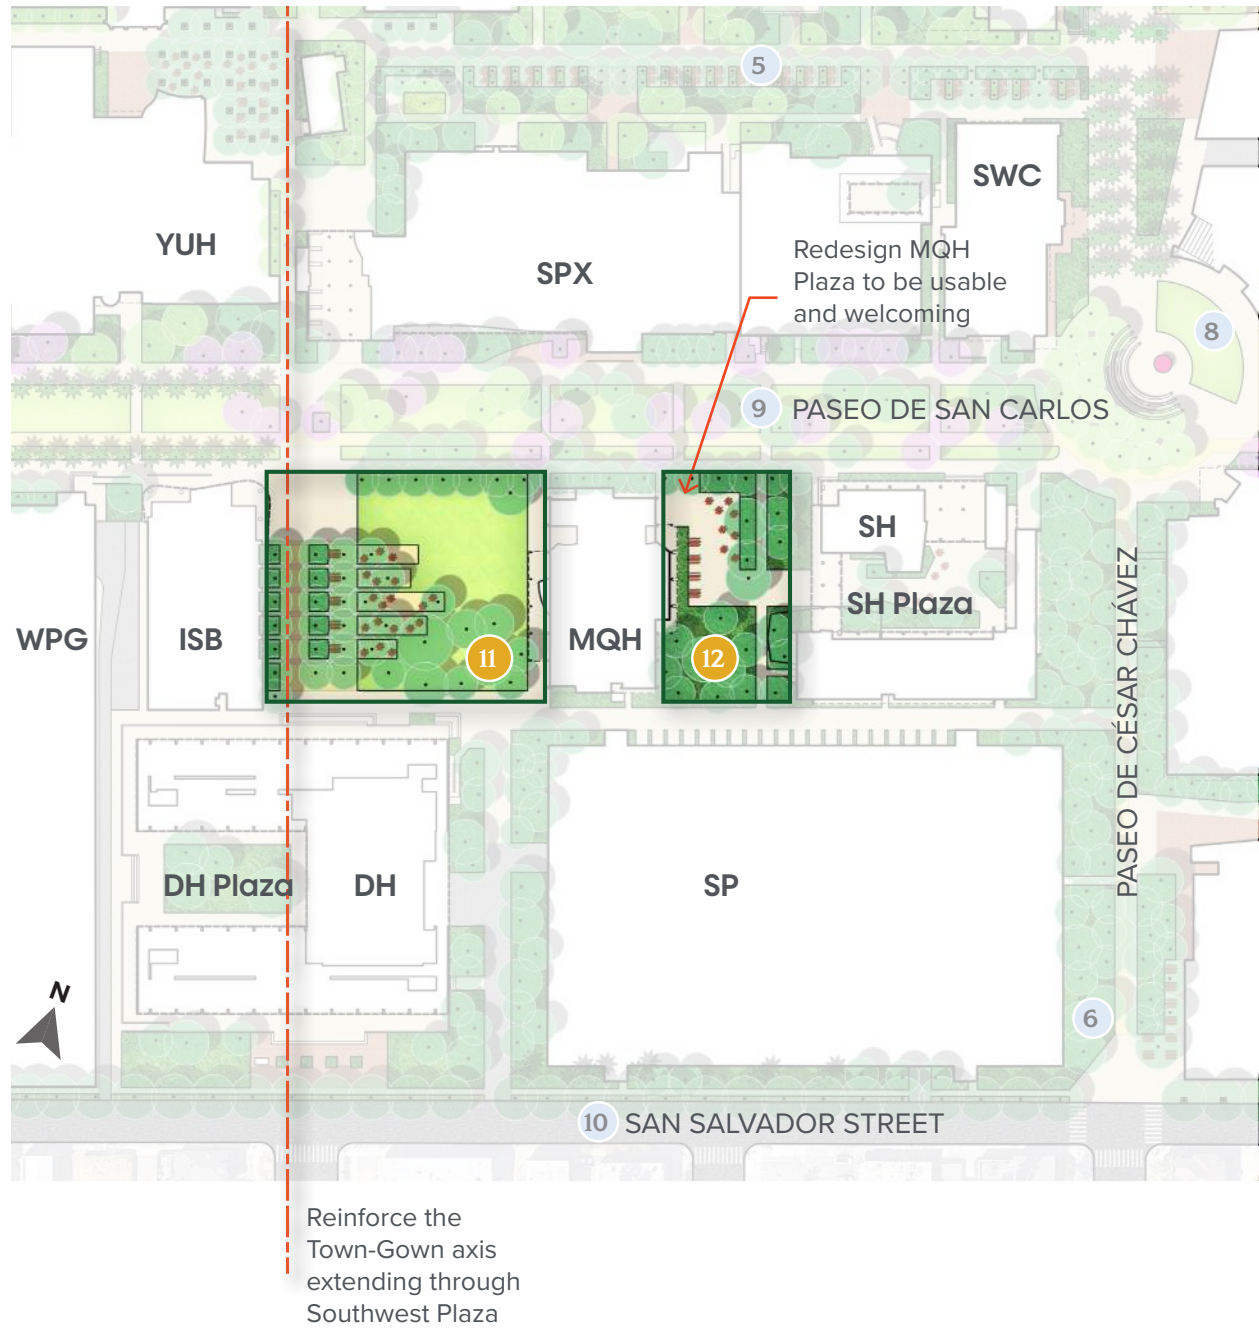 5
SWC
YUH
Redesign MQH
Plaza to be usable
and welcoming
SPX
8
9 PASEO DE SAN CARLOS
SH
SH Plaza
WPG
ISB
11
MQH
12
PASEO DE CÉSAR CHÁVEZ
DH Plaza
DH
SP
N
6
10 SAN SALVADOR STREET
Reinforce the
Town-Gown axis
extending through
Southwest Plaza